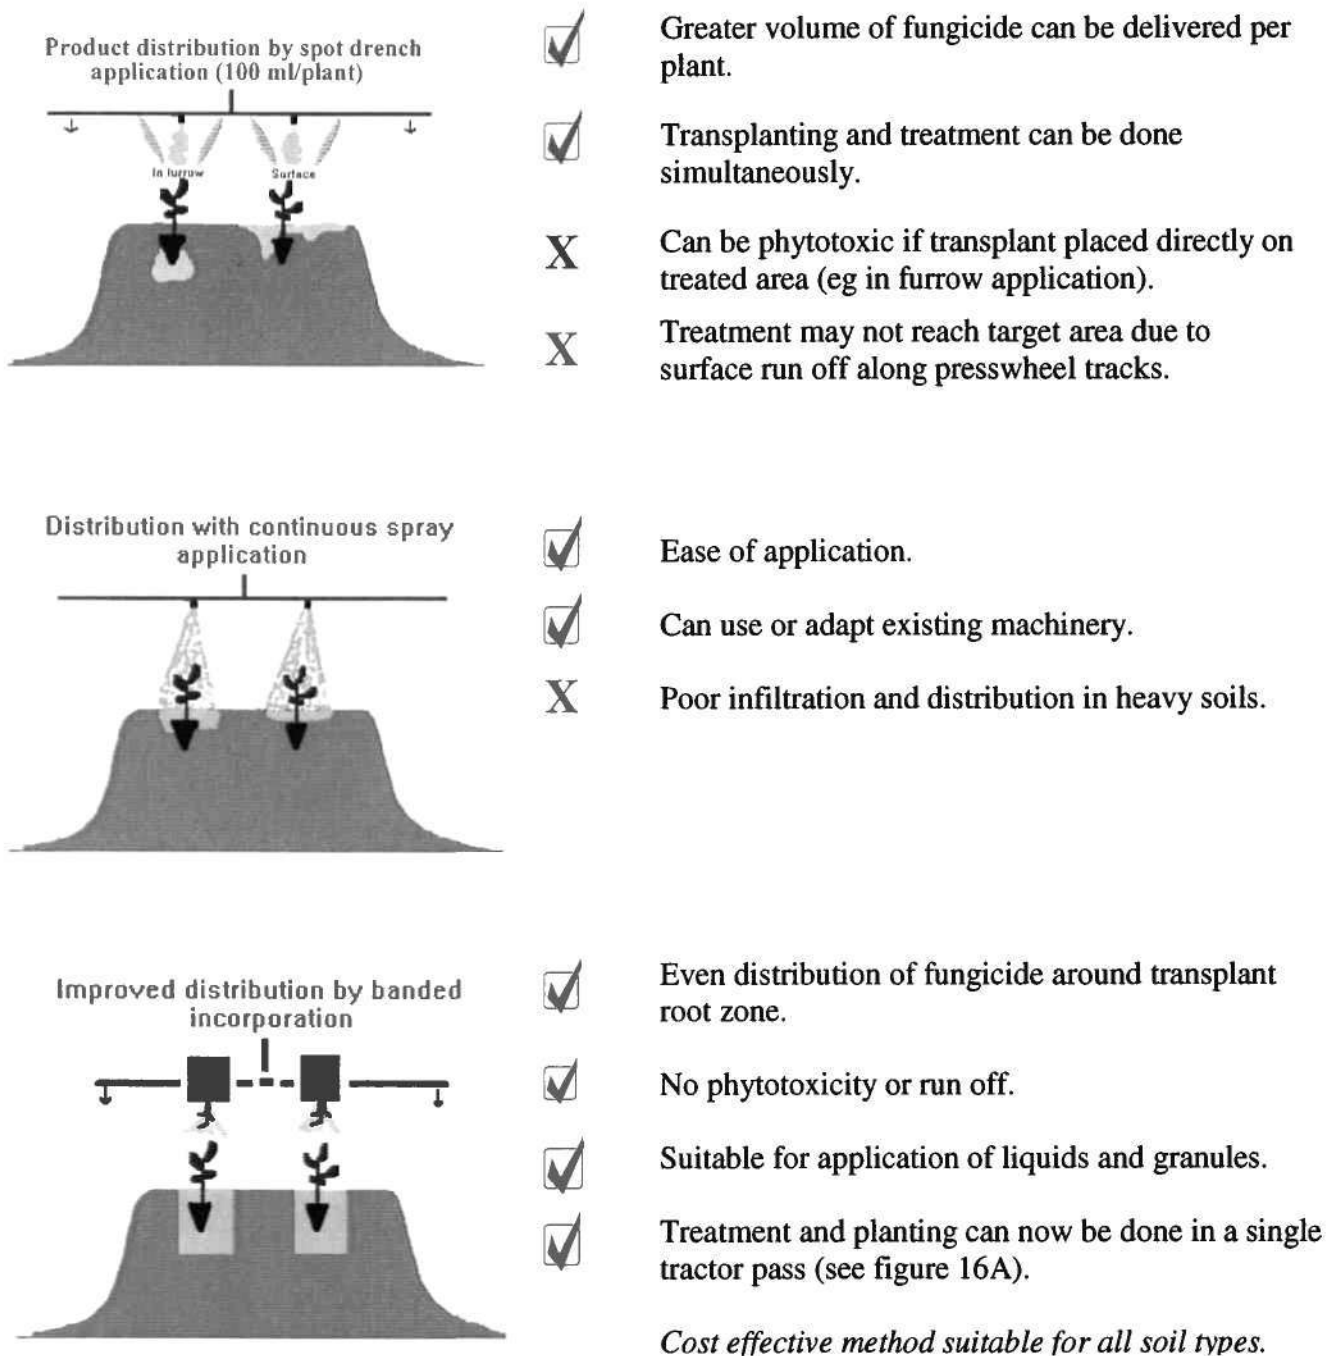 Product distribution by spot drench
application (100 ml/plant)
In furrow
Surface
Greater volume of fungicide can be delivered per
plant.
Transplanting and treatment can be done
simultaneously.
X
Can be phytotoxic if transplant placed directly on
treated area (eg in furrow application).
X
Treatment may not reach target area due to
surface run off along presswheel tracks.
Distribution with continuous spray
application
Ease of application.
Can use or adapt existing machinery.
X
Poor infiltration and distribution in heavy soils.
Improved distribution by banded
incorporation
Even distribution of fungicide around transplant
root zone.
No phytotoxicity or run off.
Suitable for application of liquids and granules.
Treatment and planting can now be done in a single
tractor pass (see figure 16A).
Cost effective method suitable for all soil types.